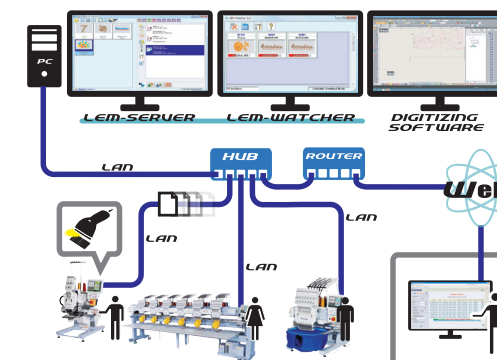 PC
LEM-SERVER
LEM-WATCHER
DIGITIZING
SOFTWARE
LAN
HUB
ROUTER
LAN
LAN
LAN